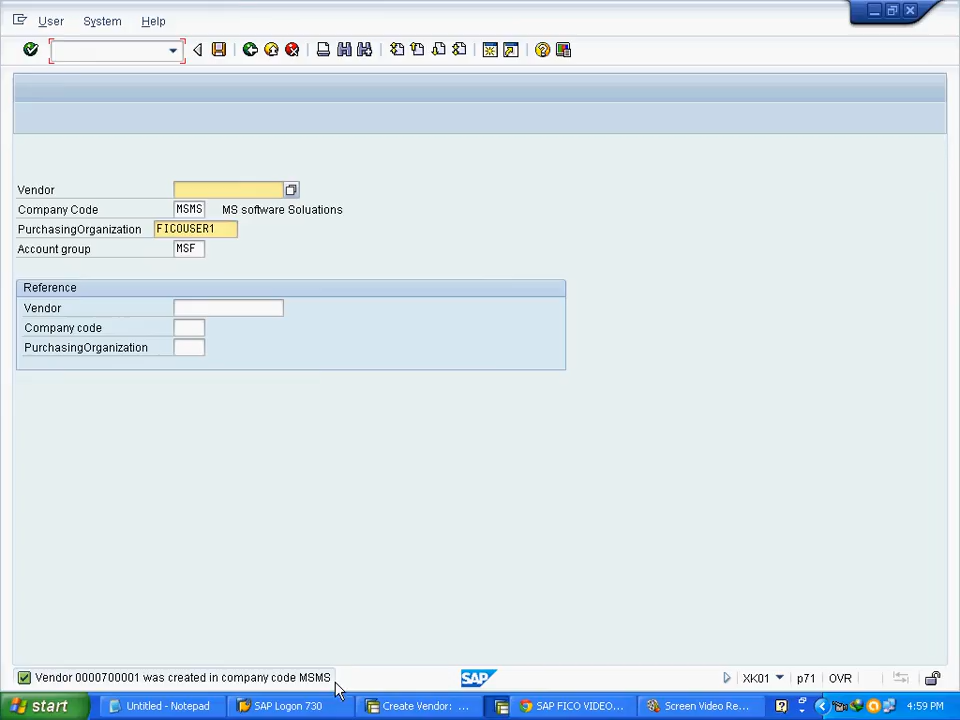 User System Help
Vendor
Company Code MSMS MS software Soluations
PurchasingOrganization FICOUSER1
Account group MSF
Reference
Vendor
Company code
PurchasingOrganization
Vendor 0000700001 was created in company code MSMS
SAP
XK01 p71 OVR
start Untitled - Notepad SAP Logon 730 Create Vendor: ... SAP FICO VIDEO... Screen Video Re... 4:59 PM